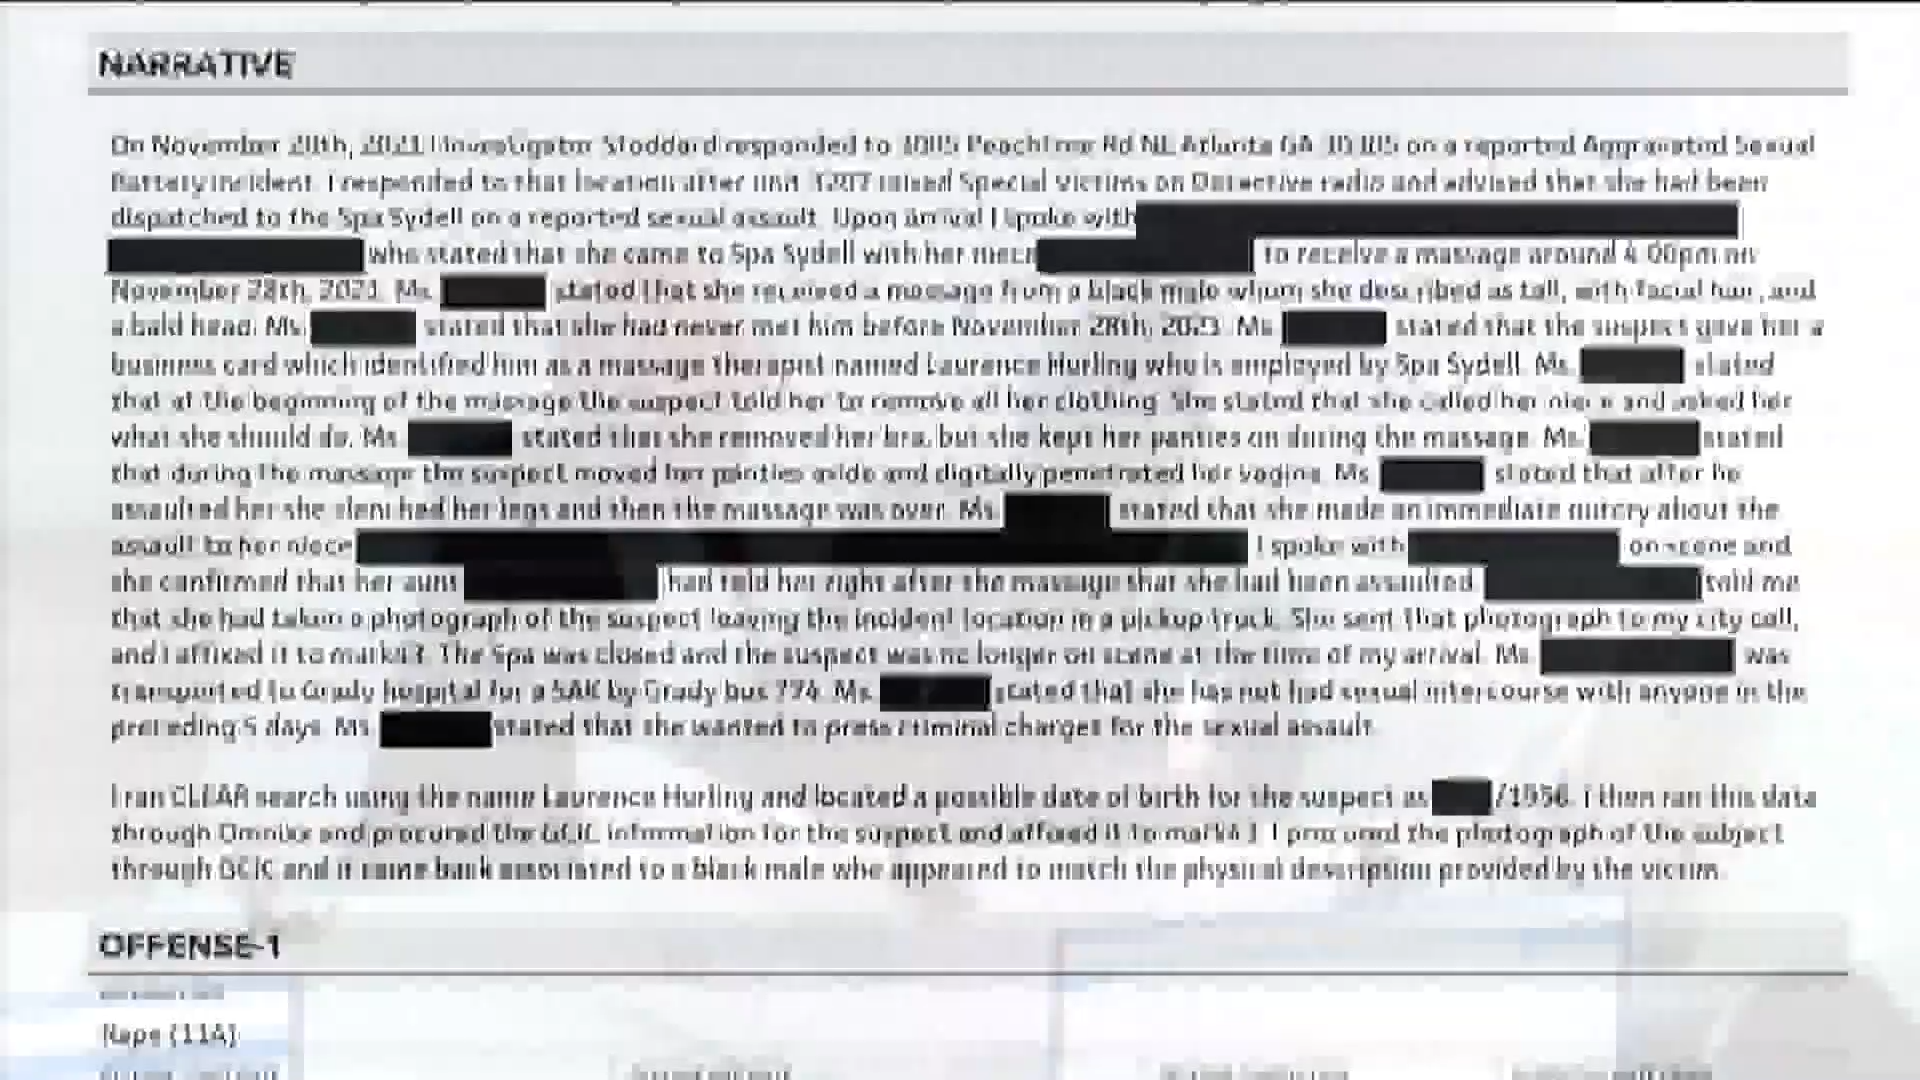 NARRATIVE
On November 28th, 2021 I Investigator Stoddard responded to 3005 Peachtree Rd NE Atlanta GA 30305 on a reported Aggravated Sexual
Battery incident. I responded to that location after unit raised Special Victims on Detective radio and advised that she had been
dispatched to the Spa Sydell on a reported sexual assault. Upon arrival I spoke with
who stated that she came to Spa Sydell with her niece to receive a massage around 4:00pm on
November 28th, 2021. Ms. stated that she received a massage from a black male whom she described as tall, with facial hair, and
a bald head. Ms. stated that she had never met him before November 28th, 2021. Ms. stated that the suspect gave her a
business card which identified him as a massage therapist named Laurence Hurling who is employed by Spa Sydell. Ms. stated
that at the beginning of the massage the suspect told her to remove all her clothing. She stated that she called her niece and asked her
what she should do. Ms. stated that she removed her bra, but she kept her panties on during the massage. Ms. stated
that during the massage the suspect moved her panties aside and digitally penetrated her vagina. Ms. stated that after he
assaulted her she clenched her legs and then the massage was over. Ms. stated that she made an immediate outcry about the
assault to her niece I spoke with on scene and
she confirmed that her aunt had told her right after the massage that she had been assaulted. told me
that she had taken a photograph of the suspect leaving the incident location in a pickup truck. She sent that photograph to my city cell,
and I affixed it to mark43. The Spa was closed and the suspect was no longer on scene at the time of my arrival. Ms. was
transported to Grady hospital for a SAK by Grady bus 774. Ms. stated that she has not had sexual intercourse with anyone in the
preceding 5 days. Ms. stated that she wanted to press criminal charges for the sexual assault.
I ran CLEAR search using the name Laurence Hurling and located a possible date of birth for the suspect as /1956. I then ran this data
through Omnixx and procured the GCIC information for the suspect and affixed it to mark43. I procured the photograph of the subject
through GCIC and it came back associated to a black male who appeared to match the physical description provided by the victim.
OFFENSE-1
Rape (11A)